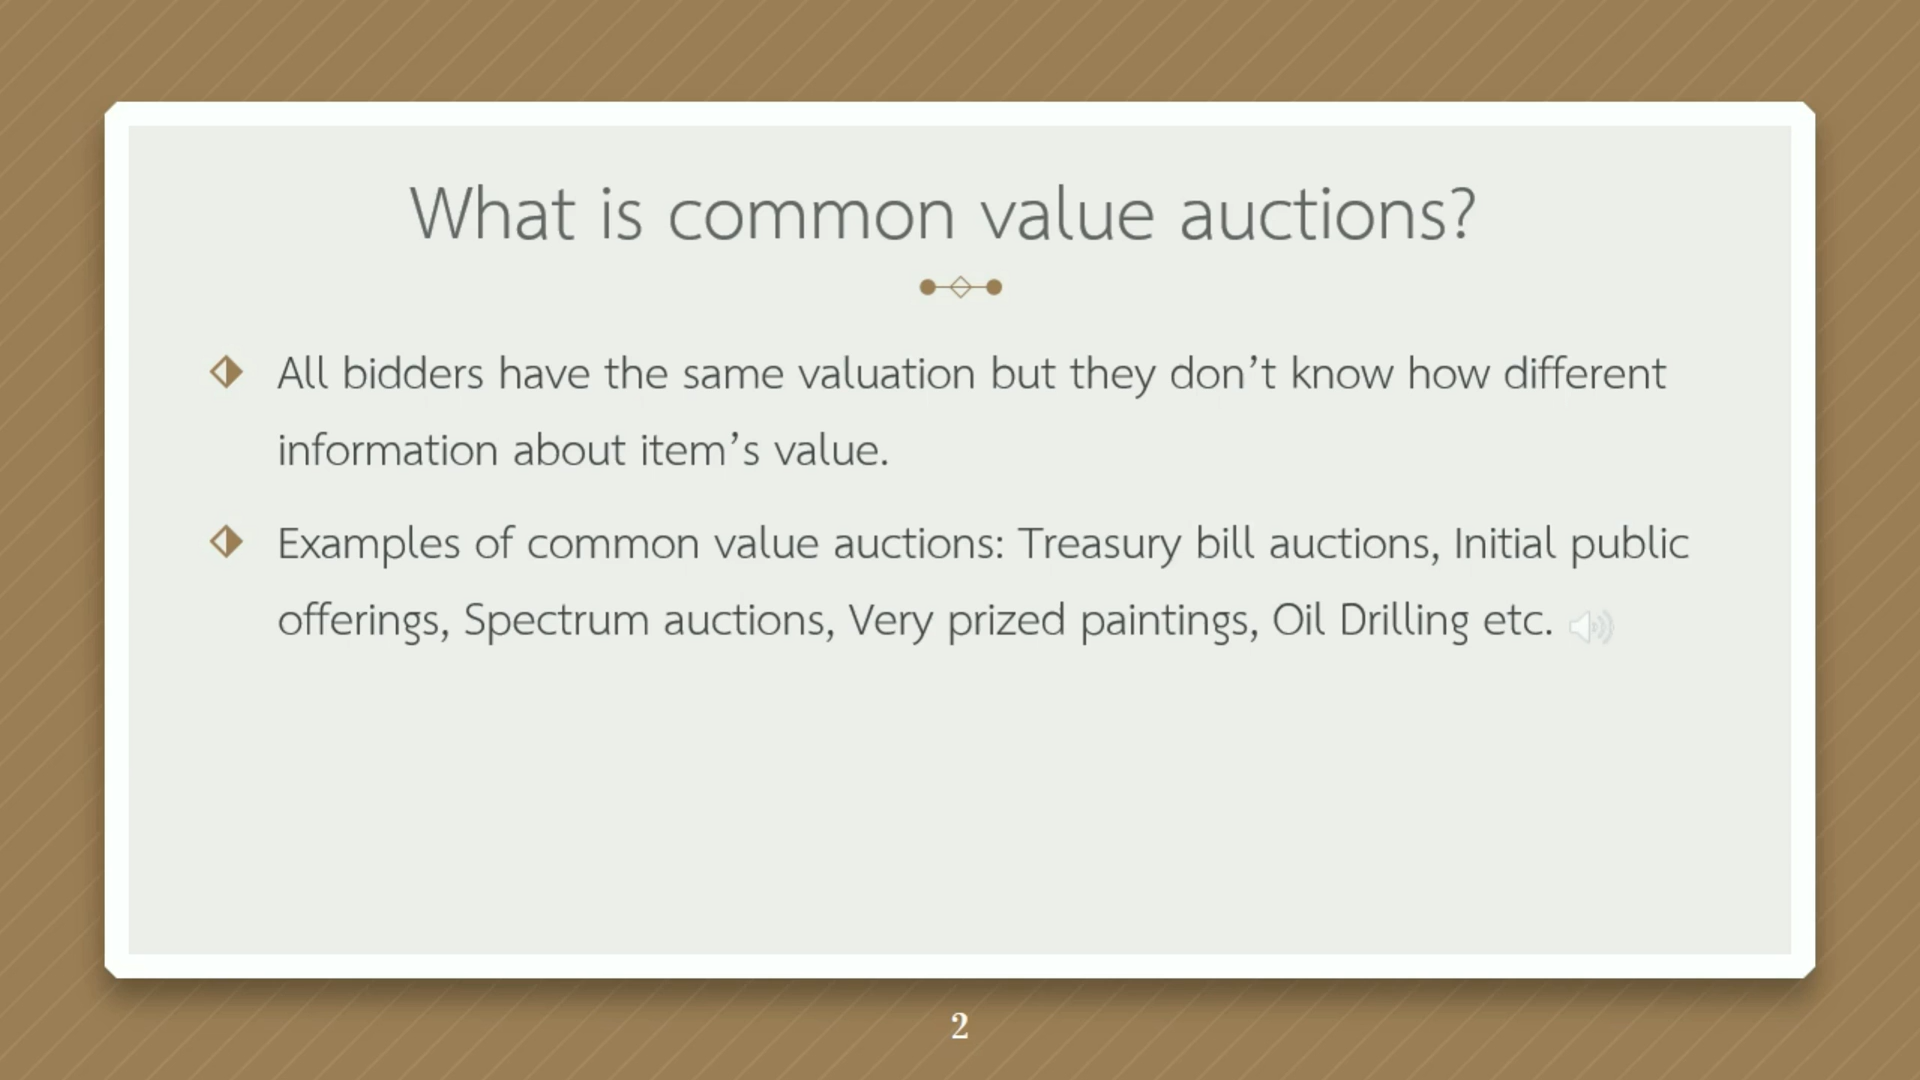 What is common value auctions?
All bidders have the same valuation but they don’t know how different
information about item’s value.
Examples of common value auctions: Treasury bill auctions, Initial public
offerings, Spectrum auctions, Very prized paintings, Oil Drilling etc.
2